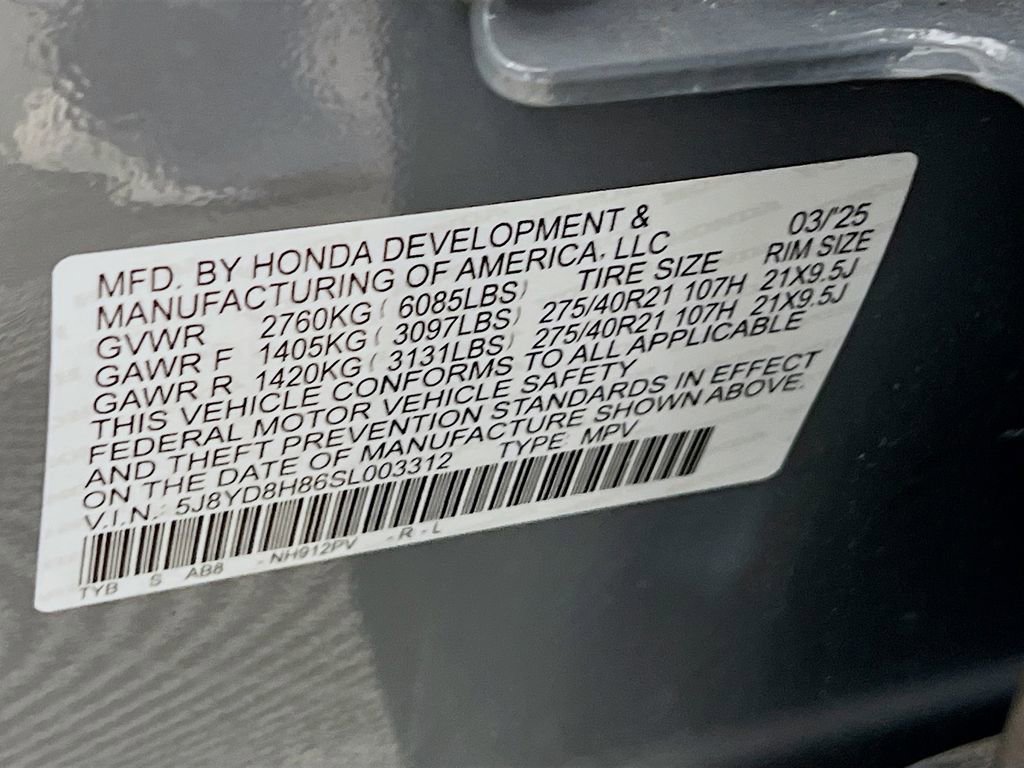 MFD. BY HONDA DEVELOPMENT & 03/'25
MANUFACTURING OF AMERICA, LLC
GVWR 2760KG ( 6085LBS) TIRE SIZE RIM SIZE
GAWR F 1405KG ( 3097LBS) 275/40R21 107H 21X9.5J
GAWR R 1420KG ( 3131LBS) 275/40R21 107H 21X9.5J
THIS VEHICLE CONFORMS TO ALL APPLICABLE
FEDERAL MOTOR VEHICLE SAFETY
AND THEFT PREVENTION STANDARDS IN EFFECT
ON THE DATE OF MANUFACTURE SHOWN ABOVE.
V.I.N.: 5J8YD8H86SL003312 TYPE: MPV
TYB S AB8 - NH912PV - R - L